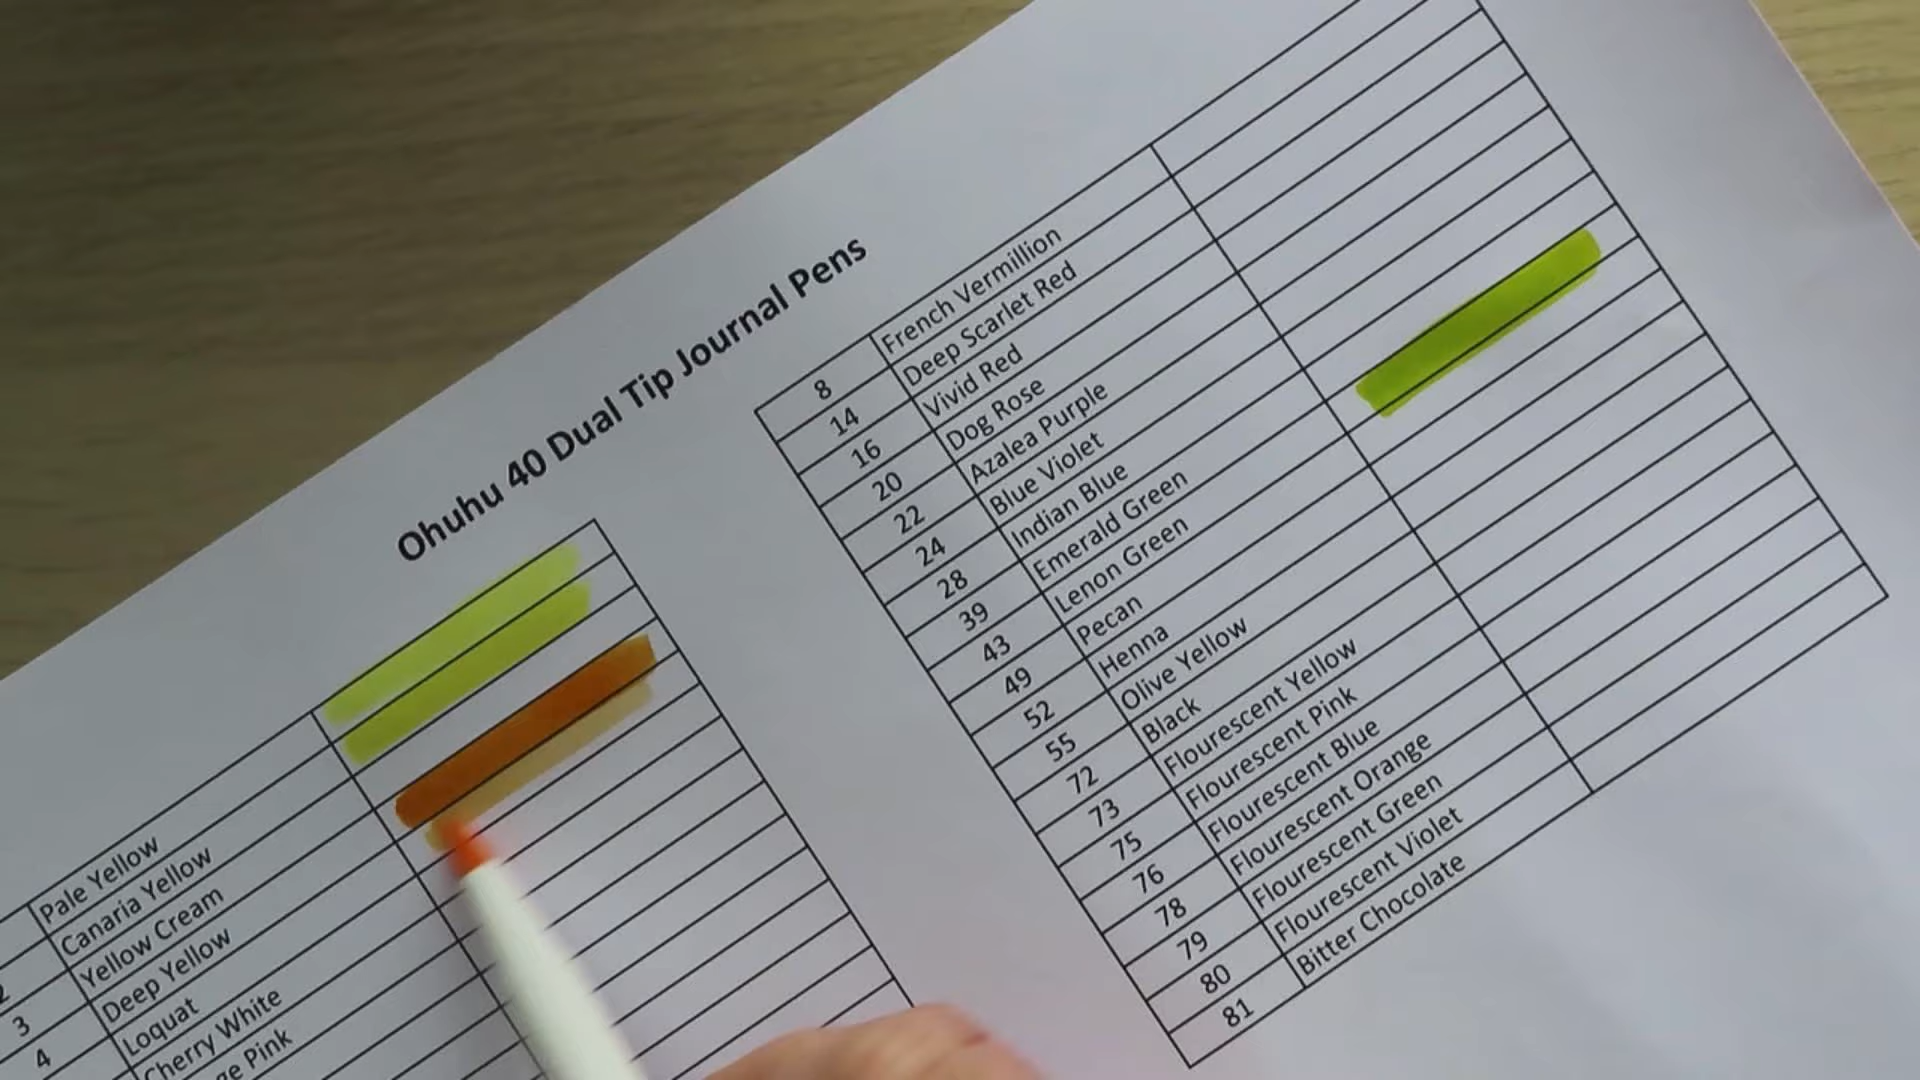 Ohuhu 40 Dual Tip Journal Pens
Pale Yellow
2 Canaria Yellow
3 Yellow Cream
4 Deep Yellow
Loquat
Cherry White
Pink
8 French Vermillion
14 Deep Scarlet Red
16 Vivid Red
20 Dog Rose
22 Azalea Purple
24 Blue Violet
28 Indian Blue
39 Emerald Green
43 Lenon Green
49 Pecan
52 Henna
55 Olive Yellow
72 Black
73 Flourescent Yellow
75 Flourescent Pink
76 Flourescent Blue
78 Flourescent Orange
79 Flourescent Green
80 Flourescent Violet
81 Bitter Chocolate